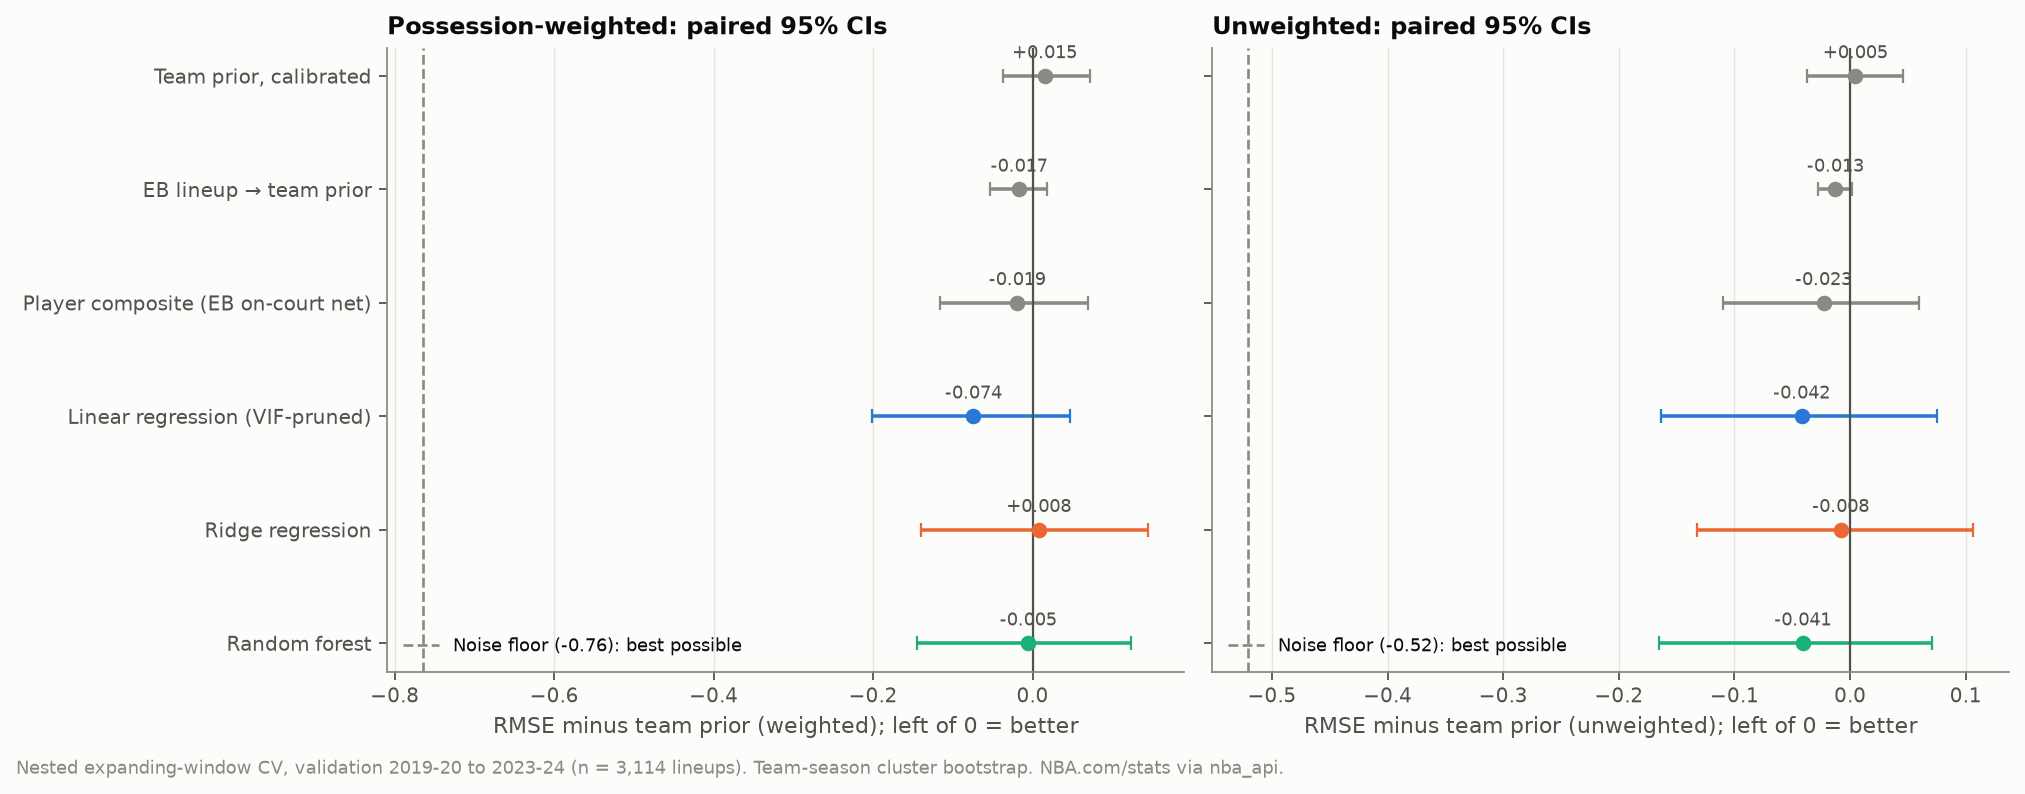 Possession-weighted: paired 95% CIs
Team prior, calibrated
EB lineup → team prior
Player composite (EB on-court net)
Linear regression (VIF-pruned)
Ridge regression
Random forest
+0.015
-0.017
-0.019
-0.074
+0.008
-0.005
Noise floor (-0.76): best possible
−0.8
−0.6
−0.4
−0.2
0.0
RMSE minus team prior (weighted); left of 0 = better
Unweighted: paired 95% CIs
+0.005
-0.013
-0.023
-0.042
-0.008
-0.041
Noise floor (-0.52): best possible
−0.5
−0.4
−0.3
−0.2
−0.1
0.0
0.1
RMSE minus team prior (unweighted); left of 0 = better
Nested expanding-window CV, validation 2019-20 to 2023-24 (n = 3,114 lineups). Team-season cluster bootstrap. NBA.com/stats via nba_api.